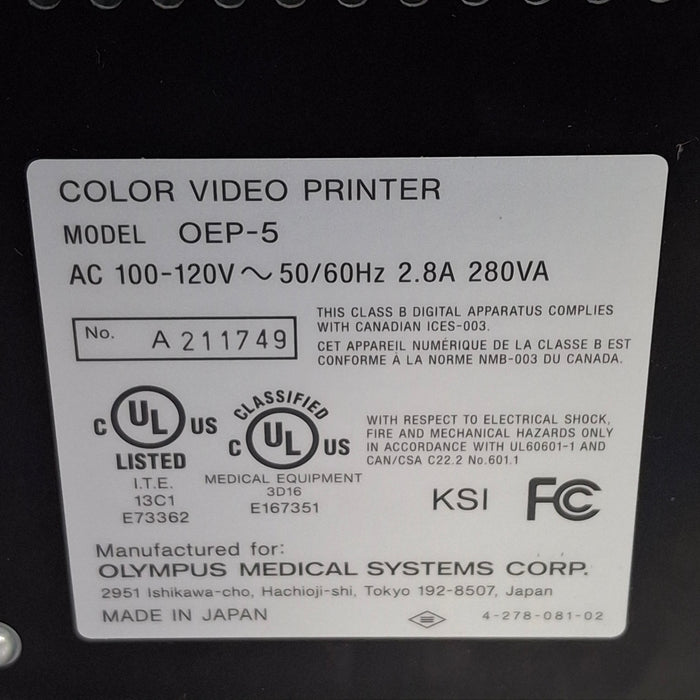 COLOR VIDEO PRINTER
MODEL OEP-5
AC 100-120V～50/60Hz 2.8A 280VA
No. A 211749
THIS CLASS B DIGITAL APPARATUS COMPLIES
WITH CANADIAN ICES-003.
CET APPAREIL NUMÉRIQUE DE LA CLASSE B EST
CONFORME À LA NORME NMB-003 DU CANADA.
C UL US
LISTED
I.T.E.
13C1
E73362
CLASSIFIED
C UL US
MEDICAL EQUIPMENT
3D16
E167351
WITH RESPECT TO ELECTRICAL SHOCK,
FIRE AND MECHANICAL HAZARDS ONLY
IN ACCORDANCE WITH UL60601-1 AND
CAN/CSA C22.2 No.601.1
KSI FC
Manufactured for:
OLYMPUS MEDICAL SYSTEMS CORP.
2951 Ishikawa-cho, Hachioji-shi, Tokyo 192-8507, Japan
MADE IN JAPAN 4-278-081-02